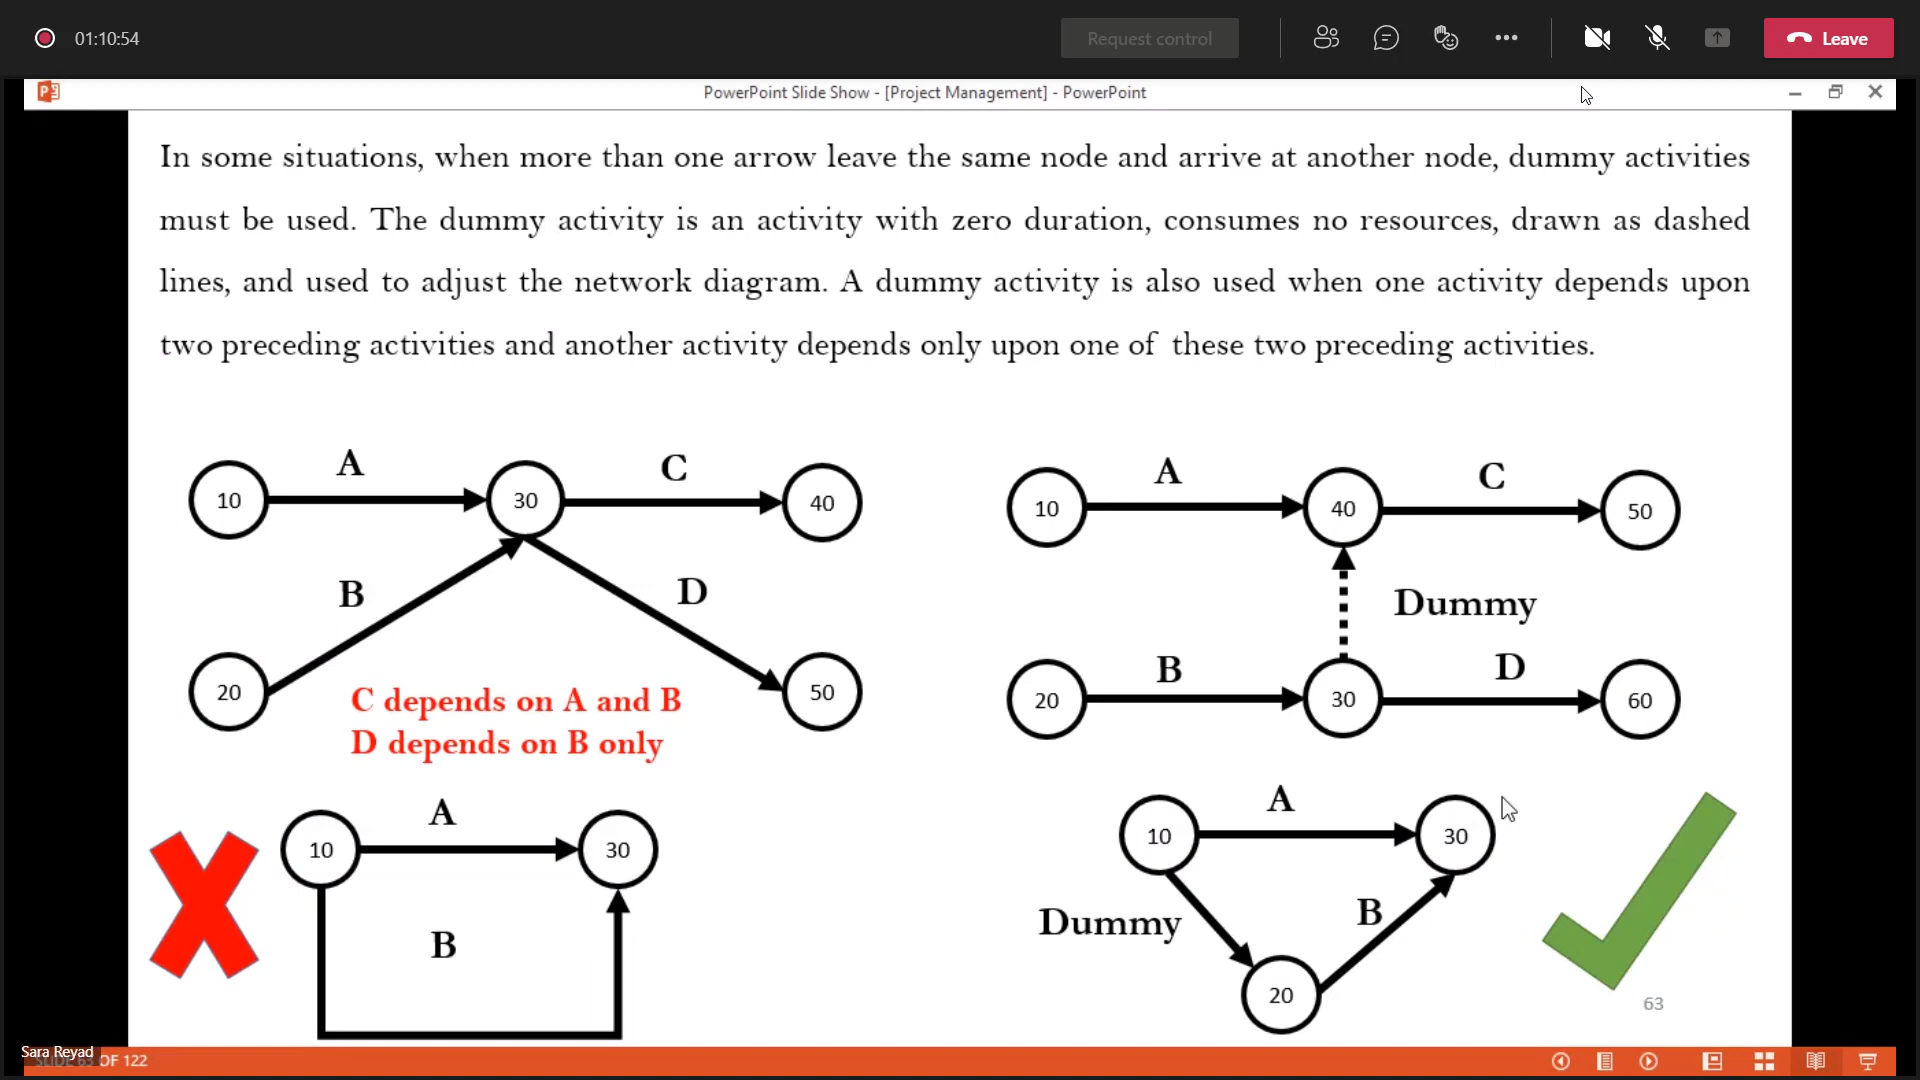 01:10:54
Request control
Leave
PowerPoint Slide Show - [Project Management] - PowerPoint
In some situations, when more than one arrow leave the same node and arrive at another node, dummy activities
must be used. The dummy activity is an activity with zero duration, consumes no resources, drawn as dashed
lines, and used to adjust the network diagram. A dummy activity is also used when one activity depends upon
two preceding activities and another activity depends only upon one of these two preceding activities.
A
C
10
30
40
B
D
20
50
C depends on A and B
D depends on B only
A
C
10
40
50
Dummy
B
D
20
30
60
A
10
30
B
A
10
30
Dummy
B
20
63
Sara Reyad
SLIDE 63 OF 122